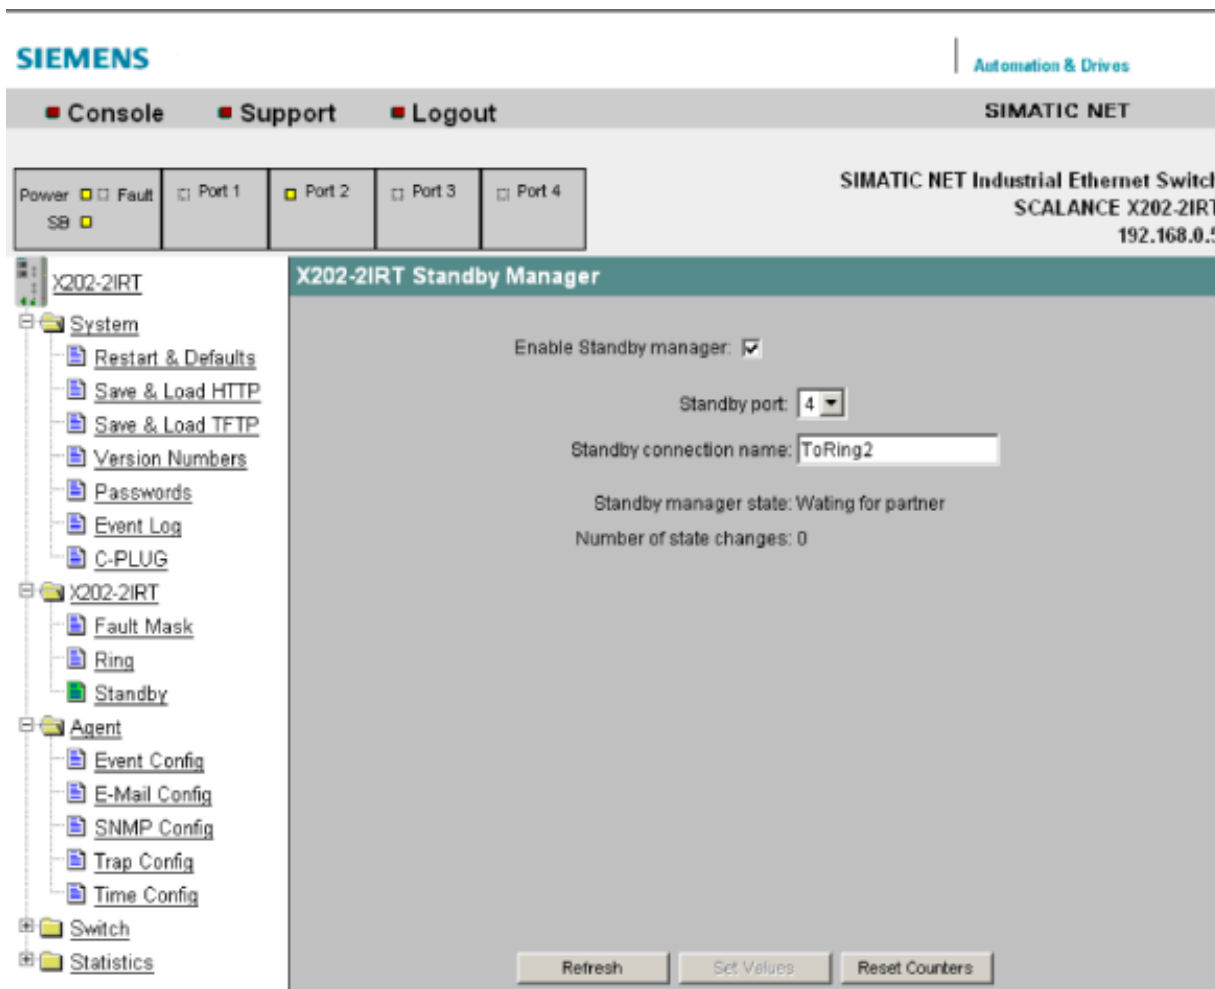 SIEMENS
Automation & Drives
Console Support Logout SIMATIC NET
Power Fault Port 1 Port 2 Port 3 Port 4
SB
SIMATIC NET Industrial Ethernet Switch
SCALANCE X202-2IRT
192.168.0.5
X202-2IRT
X202-2IRT Standby Manager
System
Restart & Defaults
Save & Load HTTP
Save & Load TFTP
Version Numbers
Passwords
Event Log
C-PLUG
X202-2IRT
Fault Mask
Ring
Standby
Agent
Event Config
E-Mail Config
SNMP Config
Trap Config
Time Config
Switch
Statistics
Enable Standby manager:
Standby port: 4
Standby connection name: ToRing2
Standby manager state: Wating for partner
Number of state changes: 0
Refresh Set Values Reset Counters